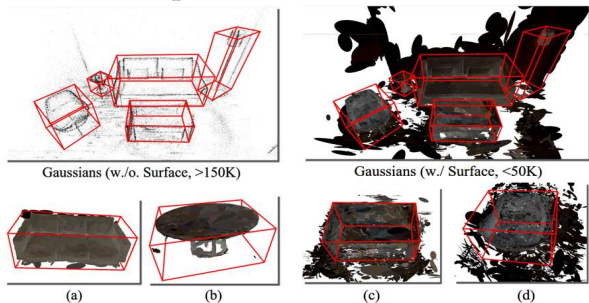 Gaussians (w./o. Surface, >150K)
Gaussians (w./ Surface, <50K)
(a)
(b)
(c)
(d)